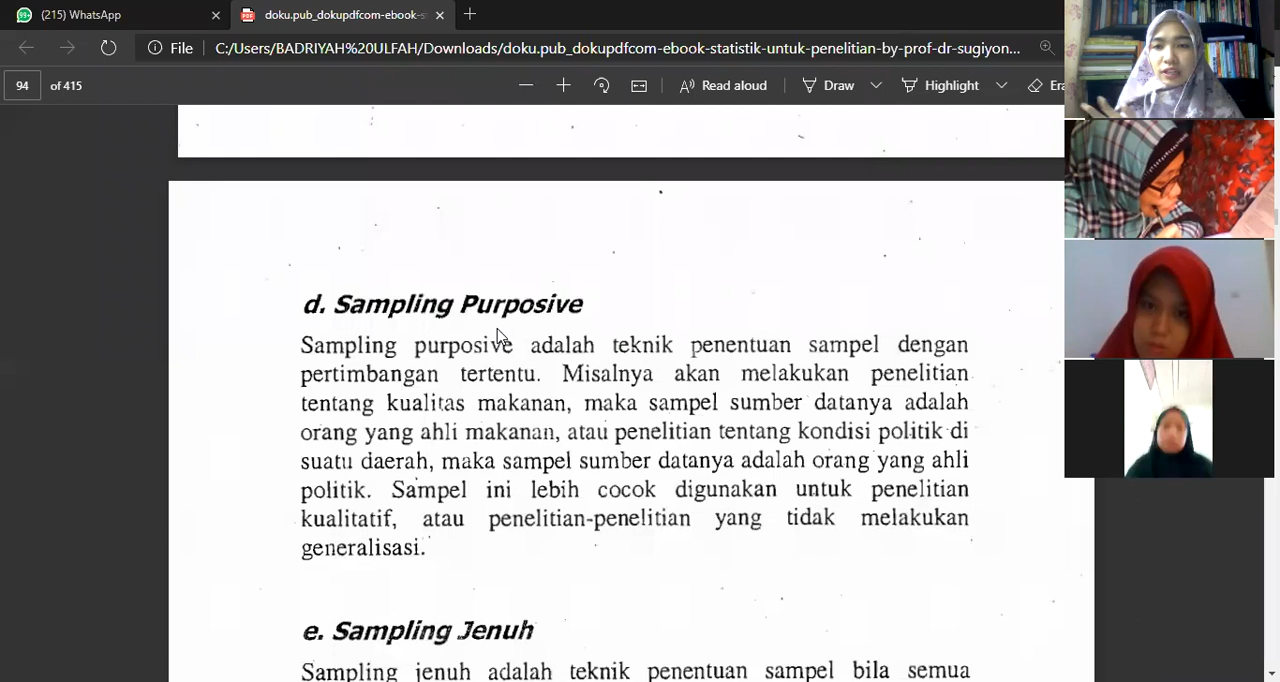 99+ (215) WhatsApp
PDF doku.pub_dokupdfcom-ebook-s
File C:/Users/BADRIYAH%20ULFAH/Downloads/doku.pub_dokupdfcom-ebook-statistik-untuk-penelitian-by-prof-dr-sugiyon...
94 of 415 Read aloud Draw Highlight Era
d. Sampling Purposive
Sampling purposive adalah teknik penentuan sampel dengan
pertimbangan tertentu. Misalnya akan melakukan penelitian
tentang kualitas makanan, maka sampel sumber datanya adalah
orang yang ahli makanan, atau penelitian tentang kondisi politik di
suatu daerah, maka sampel sumber datanya adalah orang yang ahli
politik. Sampel ini lebih cocok digunakan untuk penelitian
kualitatif, atau penelitian-penelitian yang tidak melakukan
generalisasi.
e. Sampling Jenuh
Sampling jenuh adalah teknik penentuan sampel bila semua